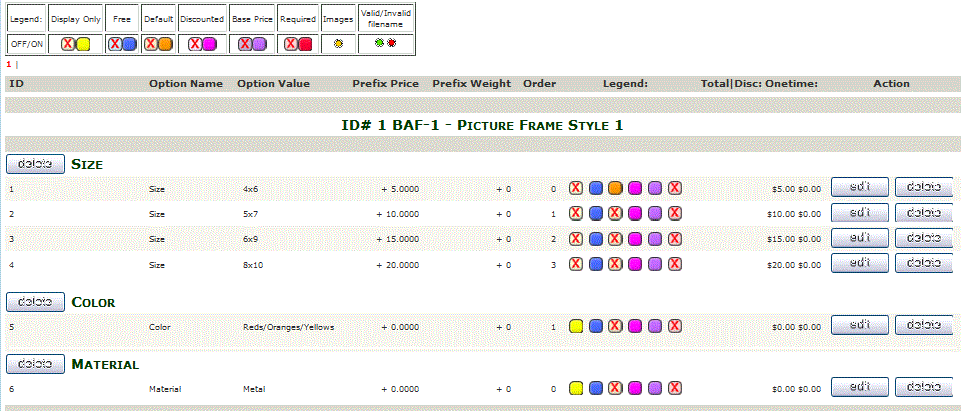 Legend: Display Only Free Default Discounted Base Price Required Images Valid/Invalid
filename
OFF/ON X X X X X X
1 |
ID Option Name Option Value Prefix Price Prefix Weight Order Legend: Total|Disc: Onetime: Action
ID# 1 BAF-1 - Picture Frame Style 1
delete Size
1 Size 4x6 + 5.0000 + 0 0 X X $5.00 $0.00 edit delete
2 Size 5x7 + 10.0000 + 0 1 X X X $10.00 $0.00 edit delete
3 Size 6x9 + 15.0000 + 0 2 X X X $15.00 $0.00 edit delete
4 Size 8x10 + 20.0000 + 0 3 X X X $20.00 $0.00 edit delete
delete Color
5 Color Reds/Oranges/Yellows + 0.0000 + 0 1 X X $0.00 $0.00 edit delete
delete Material
6 Material Metal + 0.0000 + 0 0 X X $0.00 $0.00 edit delete